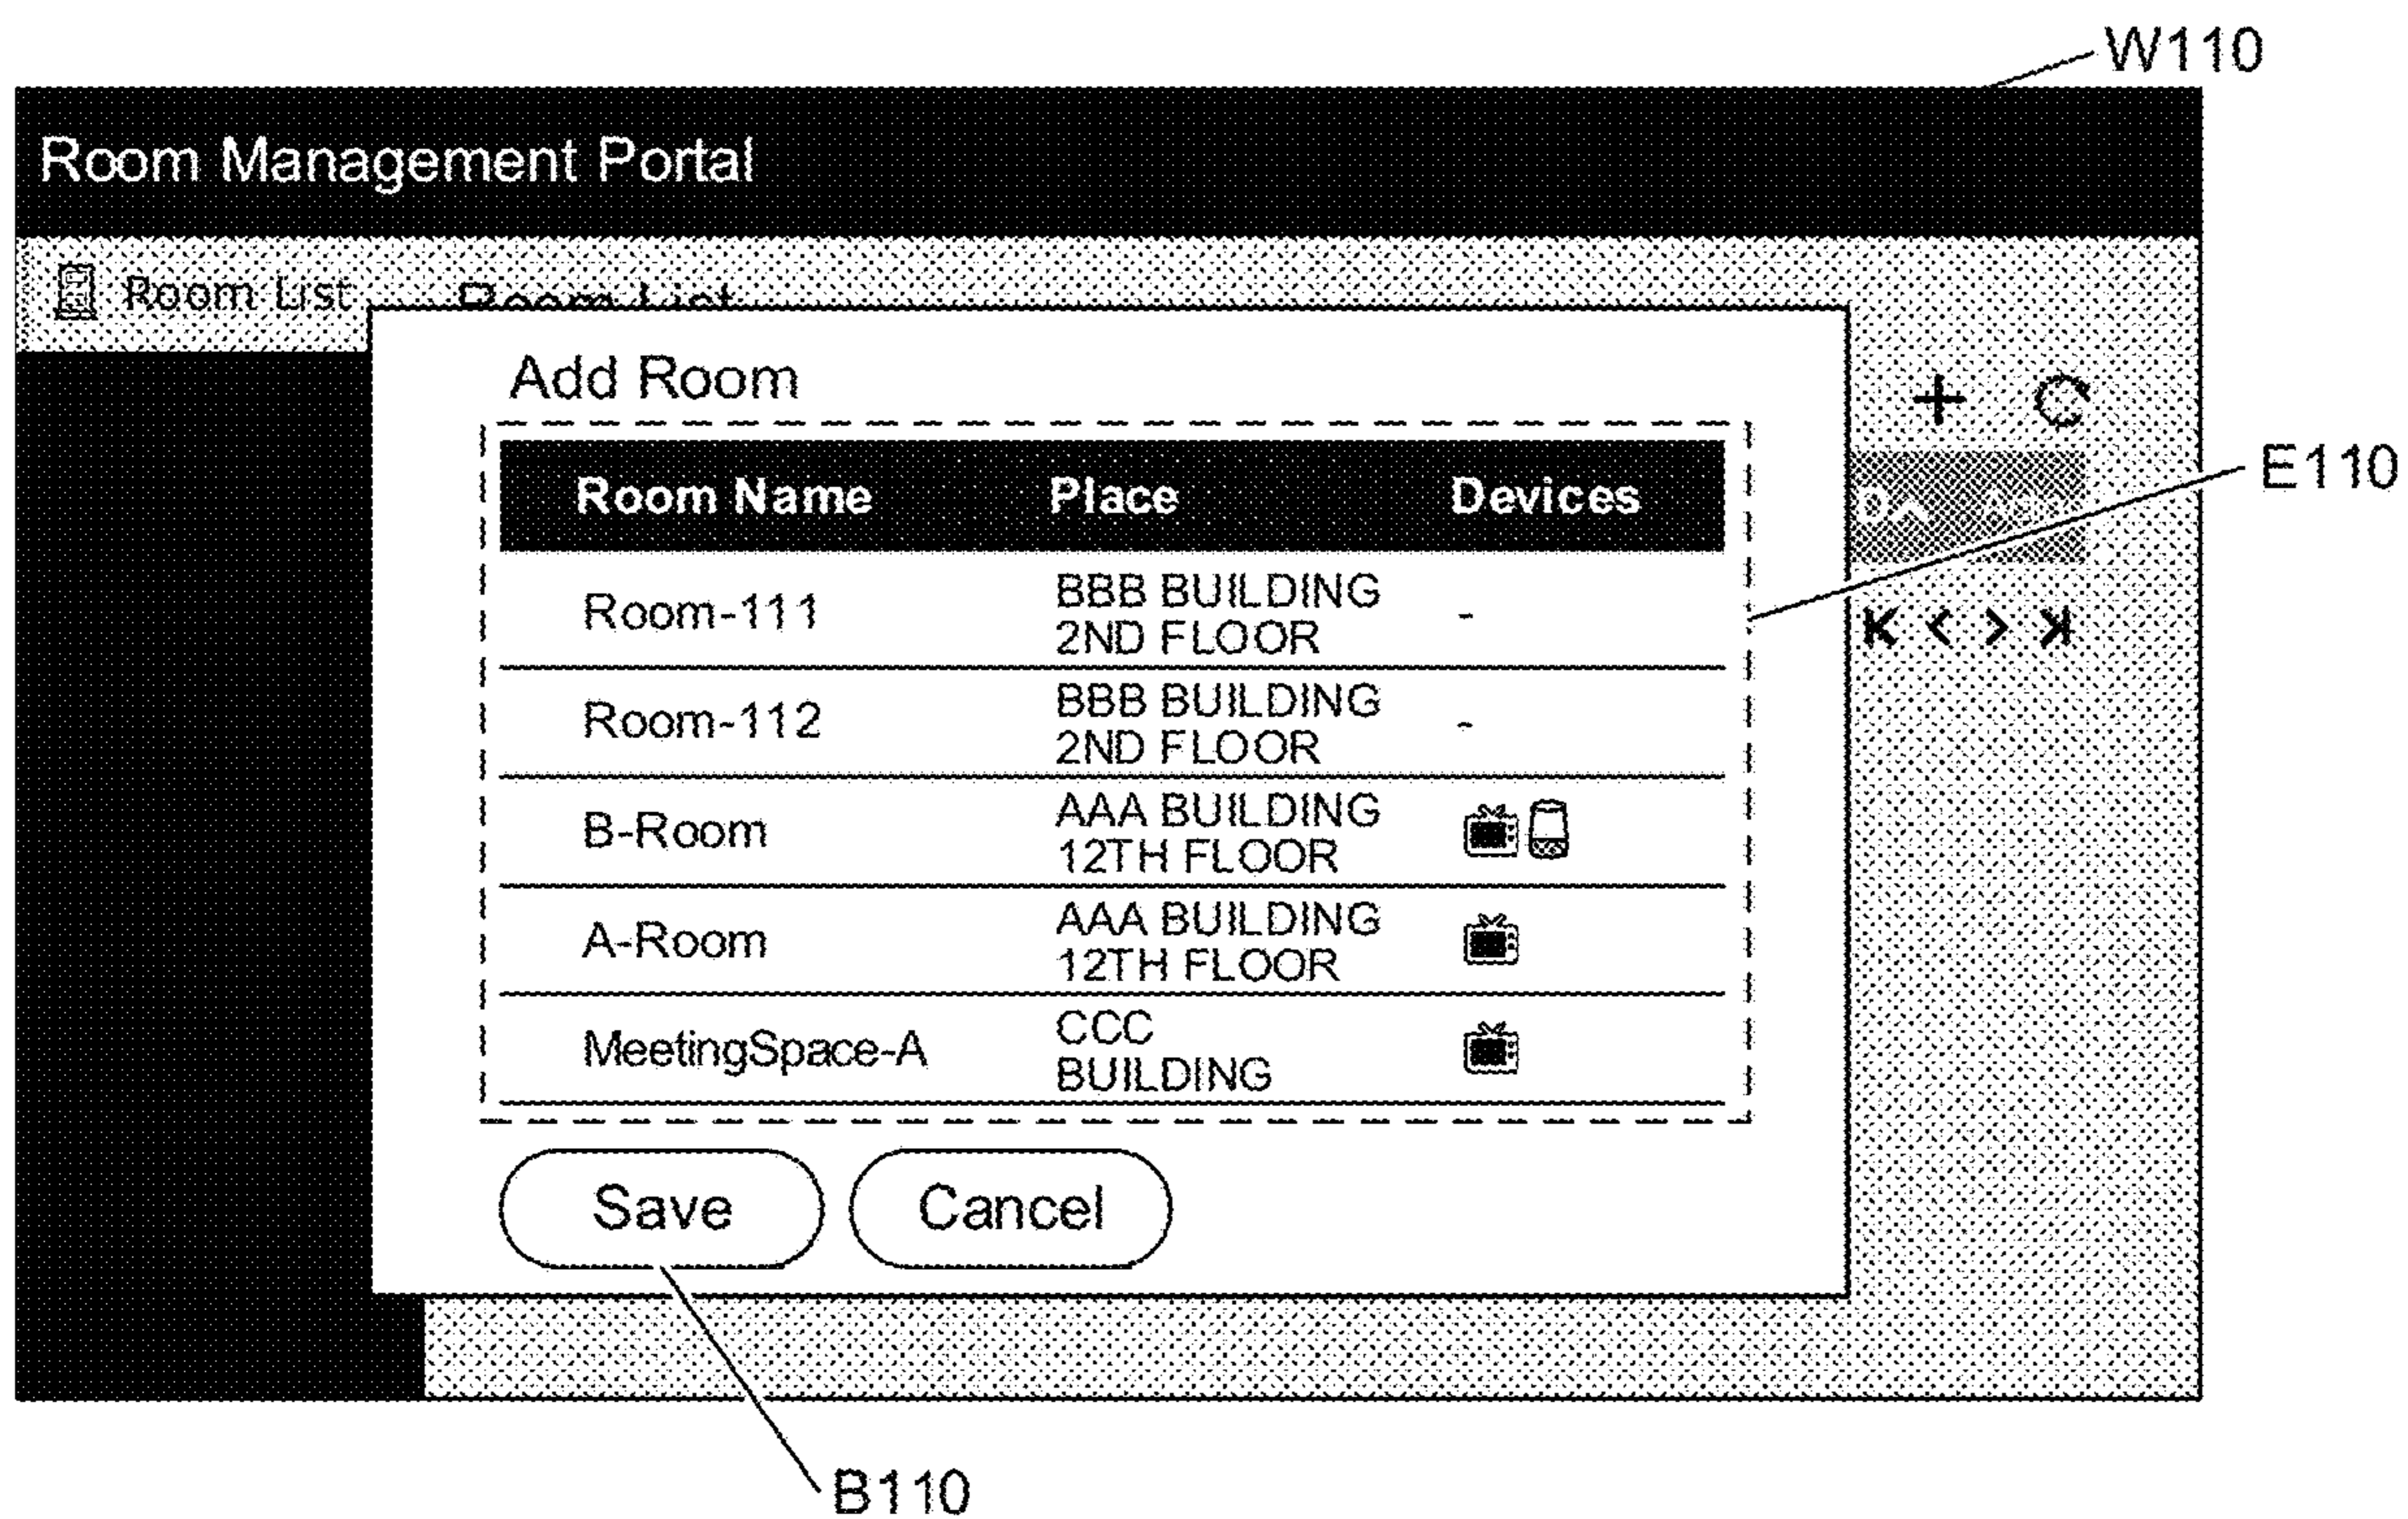 W110
Room Management Portal
Room List
Room List
Add Room
E110
Room Name Place Devices
Room-111 BBB BUILDING -
2ND FLOOR
Room-112 BBB BUILDING -
2ND FLOOR
B-Room AAA BUILDING
12TH FLOOR
A-Room AAA BUILDING
12TH FLOOR
MeetingSpace-A CCC
BUILDING
Save Cancel
B110